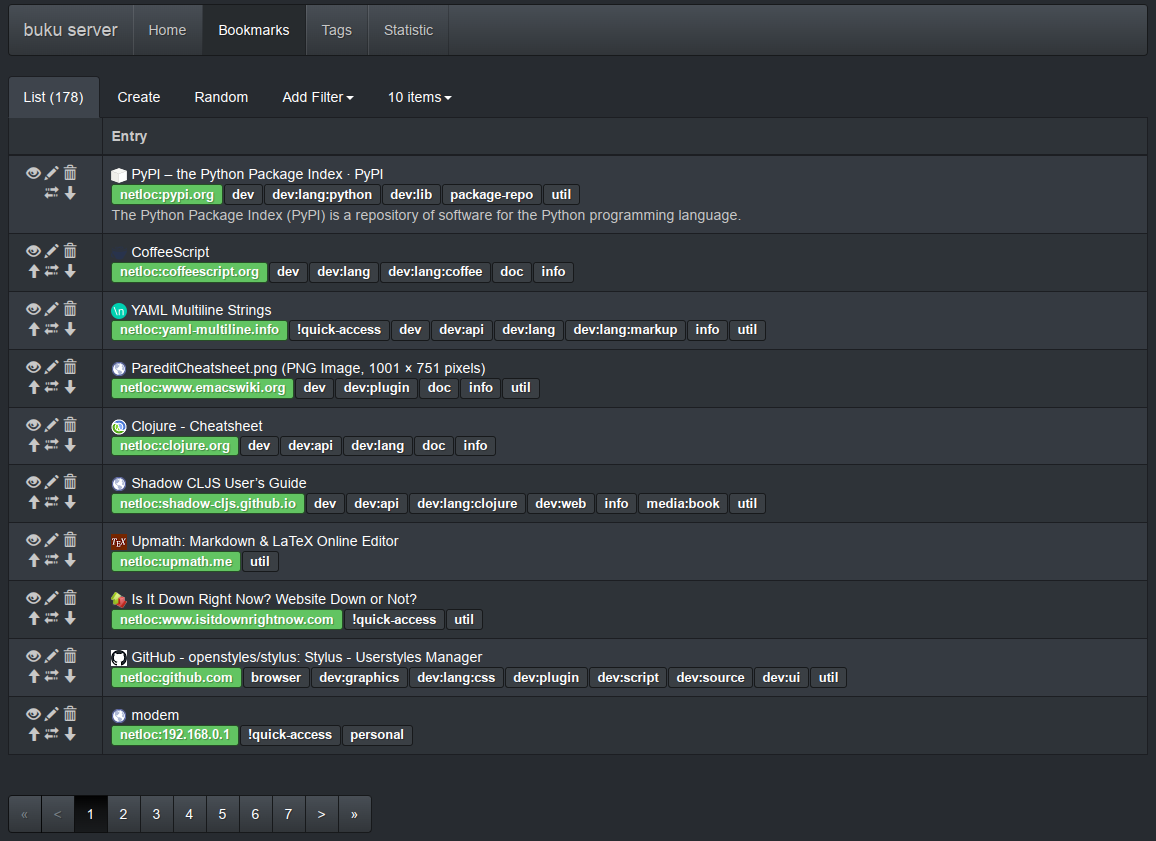 buku server Home Bookmarks Tags Statistic
List (178) Create Random Add Filter 10 items
Entry
PyPI – the Python Package Index · PyPI
netloc:pypi.org dev dev:lang:python dev:lib package-repo util
The Python Package Index (PyPI) is a repository of software for the Python programming language.
CoffeeScript
netloc:coffeescript.org dev dev:lang dev:lang:coffee doc info
\n YAML Multiline Strings
netloc:yaml-multiline.info !quick-access dev dev:api dev:lang dev:lang:markup info util
PareditCheatsheet.png (PNG Image, 1001 × 751 pixels)
netloc:www.emacswiki.org dev dev:plugin doc info util
Clojure - Cheatsheet
netloc:clojure.org dev dev:api dev:lang doc info
Shadow CLJS User’s Guide
netloc:shadow-cljs.github.io dev dev:api dev:lang:clojure dev:web info media:book util
TEX Upmath: Markdown & LaTeX Online Editor
netloc:upmath.me util
Is It Down Right Now? Website Down or Not?
netloc:www.isitdownrightnow.com !quick-access util
GitHub - openstyles/stylus: Stylus - Userstyles Manager
netloc:github.com browser dev:graphics dev:lang:css dev:plugin dev:script dev:source dev:ui util
modem
netloc:192.168.0.1 !quick-access personal
« < 1 2 3 4 5 6 7 > »